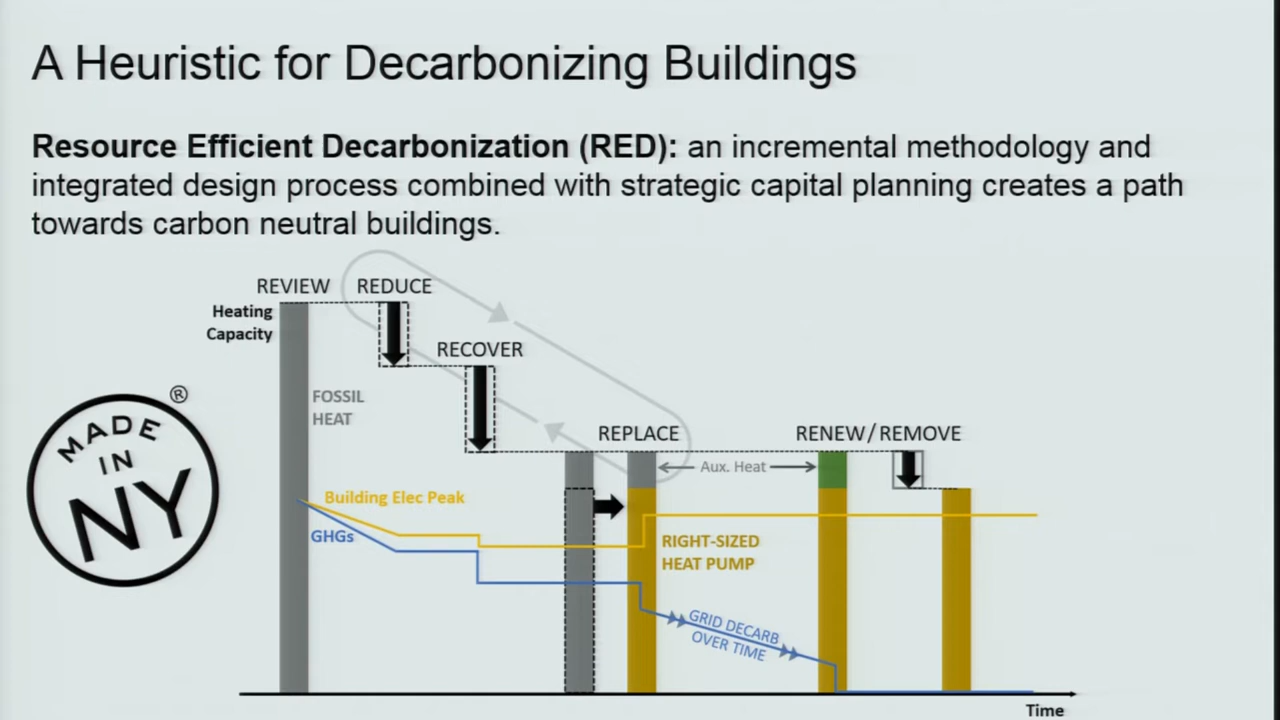 A Heuristic for Decarbonizing Buildings
Resource Efficient Decarbonization (RED): an incremental methodology and
integrated design process combined with strategic capital planning creates a path
towards carbon neutral buildings.
REVIEW
REDUCE
Heating
Capacity
RECOVER
FOSSIL
HEAT
MADE
IN
NY
®
REPLACE
Aux. Heat
RENEW/REMOVE
Building Elec Peak
GHGs
RIGHT-SIZED
HEAT PUMP
GRID DECARB
OVER TIME
Time